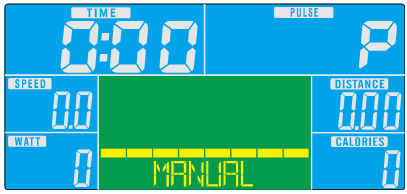 TIME PULSE
0:00 P
SPEED DISTANCE
0.0 0.00
WATT CALORIES
0 0
MANUAL